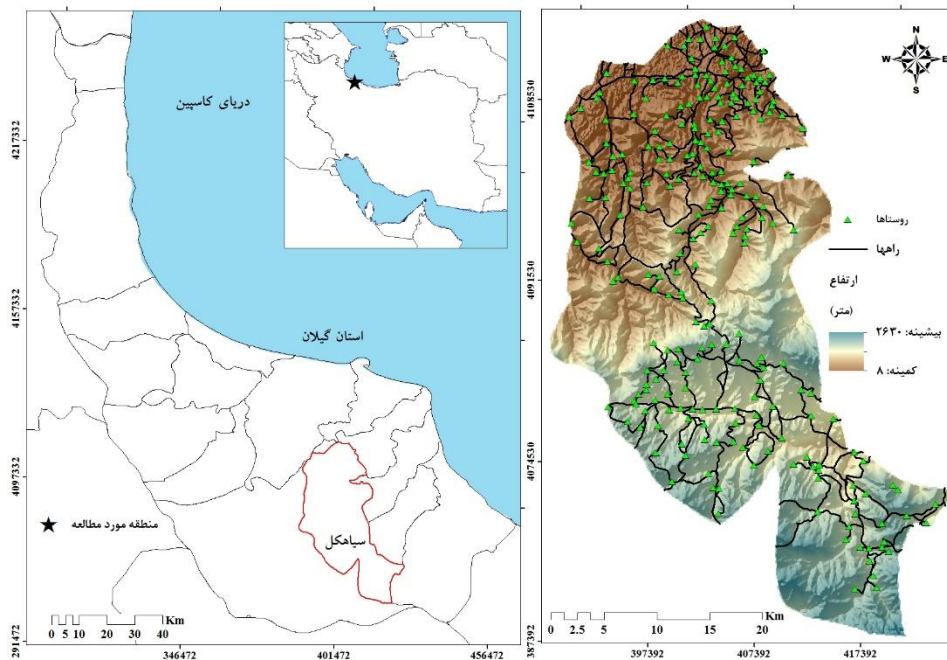 دریای کاسپین
استان گیلان
سیاهکل
منطقه مورد مطالعه
4217332
4157332
4097332
Km
0 5 10 20 30 40
291472
346472
401472
456472
N
W E
S
4108530
4091530
4074530
روستاها
راهها
ارتفاع
(متر)
بیشینه: ۲۶۳۰
کمینه: ۸
Km
0 2.5 5 10 15 20
387392
397392
407392
417392